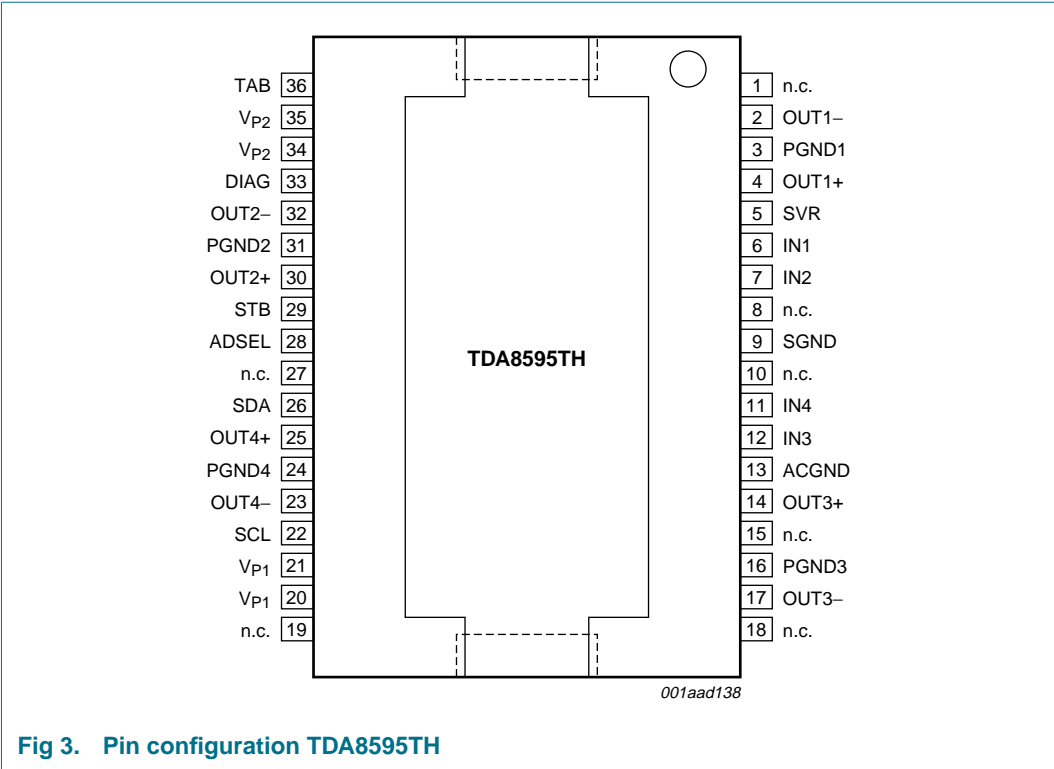 TAB 36
VP2 35
VP2 34
DIAG 33
OUT2− 32
PGND2 31
OUT2+ 30
STB 29
ADSEL 28
n.c. 27
SDA 26
OUT4+ 25
PGND4 24
OUT4− 23
SCL 22
VP1 21
VP1 20
n.c. 19
TDA8595TH
1 n.c.
2 OUT1−
3 PGND1
4 OUT1+
5 SVR
6 IN1
7 IN2
8 n.c.
9 SGND
10 n.c.
11 IN4
12 IN3
13 ACGND
14 OUT3+
15 n.c.
16 PGND3
17 OUT3−
18 n.c.
001aad138
Fig 3. Pin configuration TDA8595TH